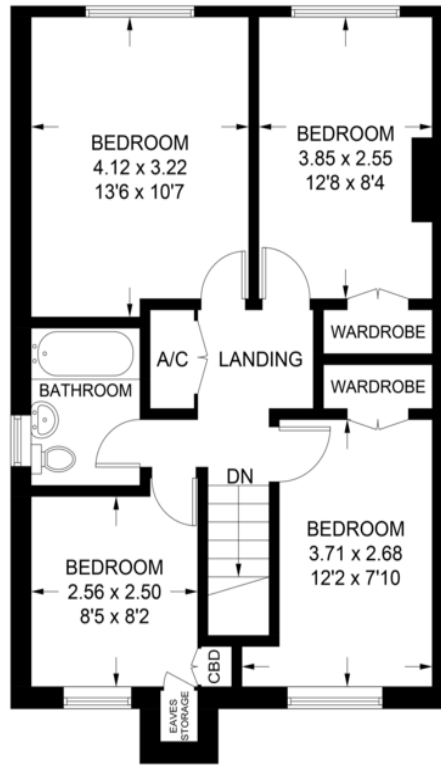 BEDROOM
4.12 x 3.22
13'6 x 10'7
BEDROOM
3.85 x 2.55
12'8 x 8'4
WARDROBE
A/C
LANDING
WARDROBE
BATHROOM
DN
BEDROOM
3.71 x 2.68
12'2 x 7'10
BEDROOM
2.56 x 2.50
8'5 x 8'2
CBD
EAVES
STORAGE